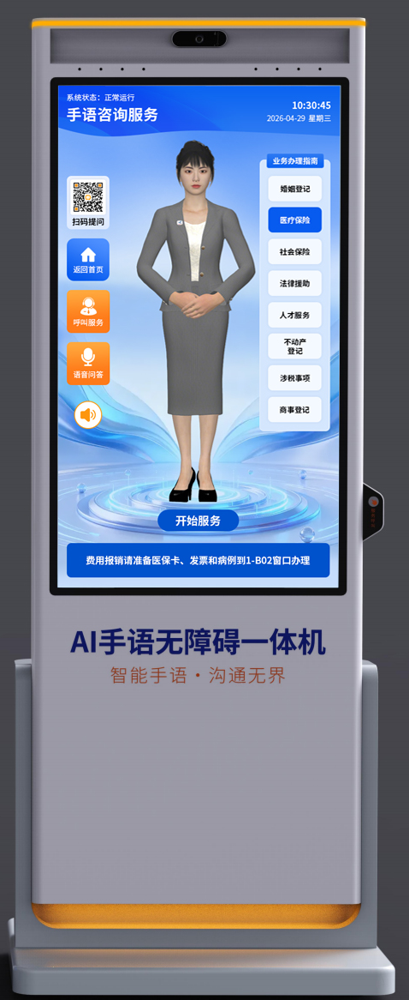 系统状态：正常运行
手语咨询服务
10:30:45
2026-04-29 星期三
业务办理指南
婚姻登记
医疗保险
社会保险
法律援助
人才服务
不动产
登记
涉税事项
商事登记
扫码提问
返回首页
呼叫服务
语音问答
开始服务
费用报销请准备医保卡、发票和病例到1-B02窗口办理
AI手语无障碍一体机
智能手语·沟通无界